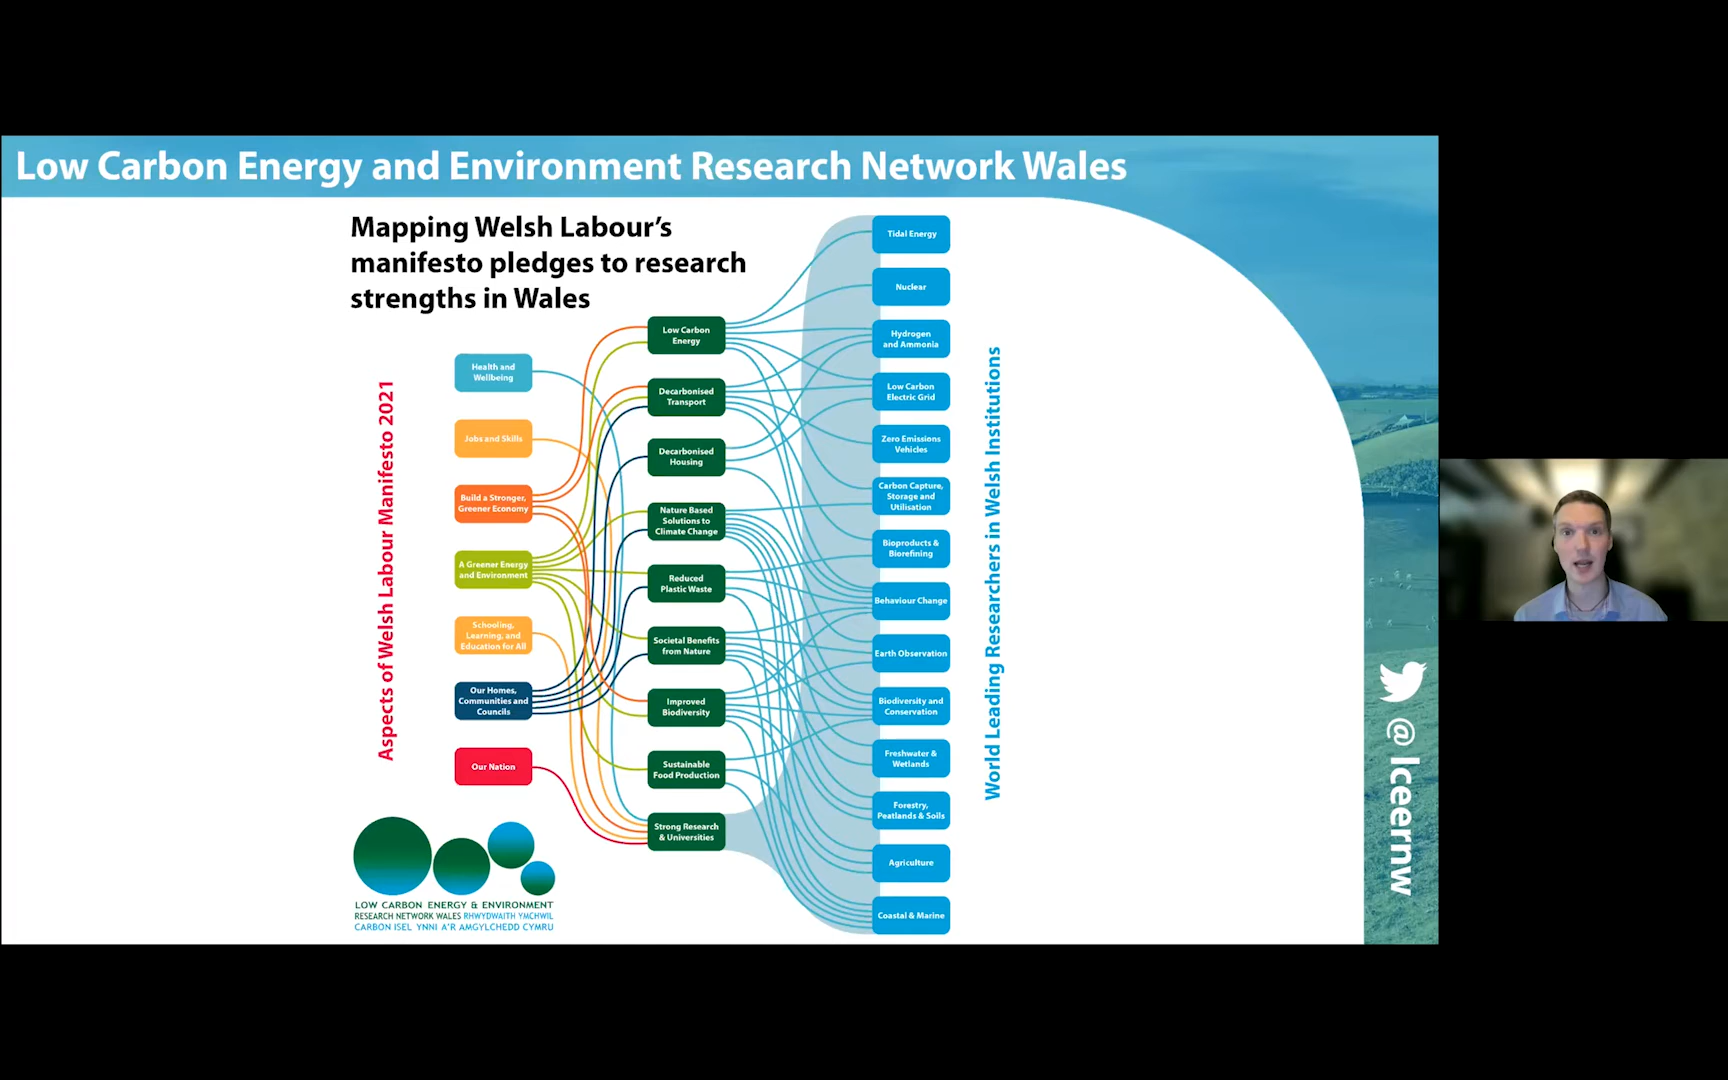 Low Carbon Energy and Environment Research Network Wales
Mapping Welsh Labour's
manifesto pledges to research
strengths in Wales
Aspects of Welsh Labour Manifesto 2021
Health and
Wellbeing
Jobs and Skills
Build a Stronger,
Greener Economy
A Greener Energy
and Environment
Schooling,
Learning, and
Education for All
Our Homes,
Communities and
Councils
Our Nation
Low Carbon
Energy
Decarbonised
Transport
Decarbonised
Housing
Nature Based
Solutions to
Climate Change
Reduced
Plastic Waste
Societal Benefits
from Nature
Improved
Biodiversity
Sustainable
Food Production
Strong Research
& Universities
Tidal Energy
Nuclear
Hydrogen
and Ammonia
Low Carbon
Electric Grid
Zero Emissions
Vehicles
Carbon Capture,
Storage and
Utilisation
Bioproducts &
Biorefining
Behaviour Change
Earth Observation
Biodiversity and
Conservation
Freshwater &
Wetlands
Forestry,
Peatlands & Soils
Agriculture
Coastal & Marine
World Leading Researchers in Welsh Institutions
LOW CARBON ENERGY & ENVIRONMENT
RESEARCH NETWORK WALES RHWYDWAITH YMCHWIL
CARBON ISEL YNNI A'R AMGYLCHEDD CYMRU
@lceernw